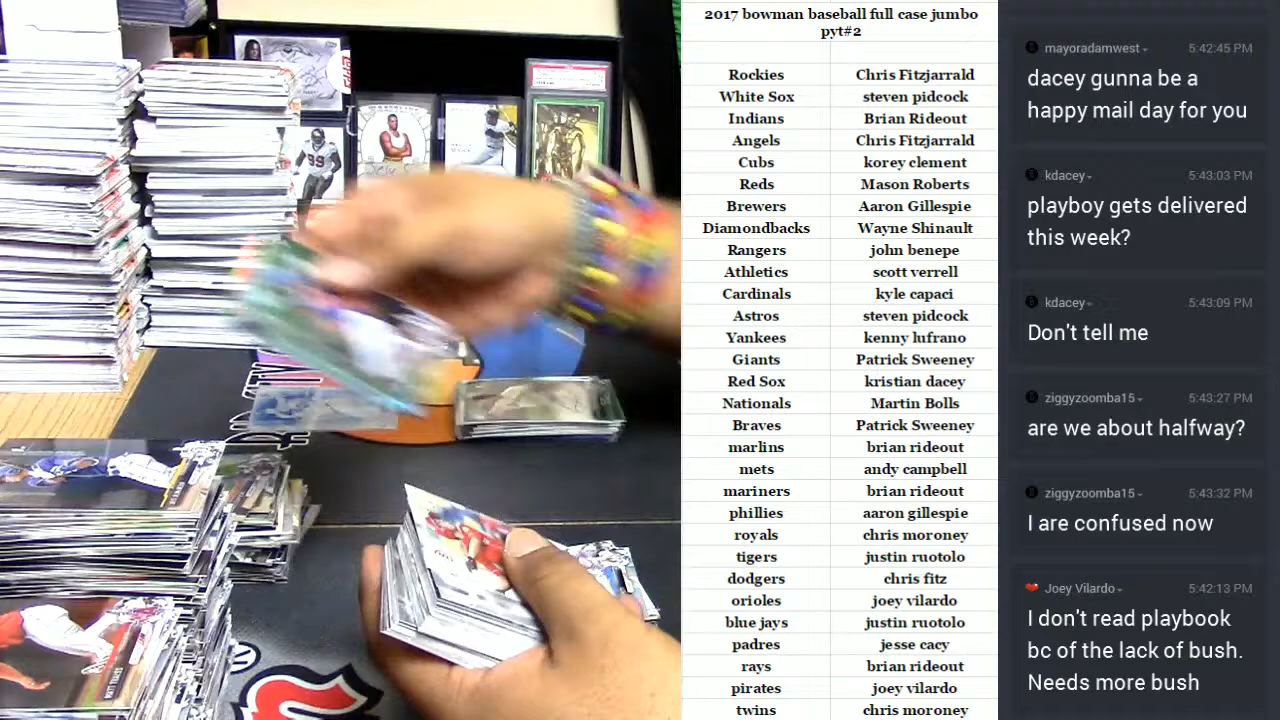 2017 bowman baseball full case jumbo
pyt#2
Rockies Chris Fitzjarrald
White Sox steven pidcock
Indians Brian Rideout
Angels Chris Fitzjarrald
Cubs korey clement
Reds Mason Roberts
Brewers Aaron Gillespie
Diamondbacks Wayne Shinault
Rangers john benepe
Athletics scott verrell
Cardinals kyle capaci
Astros steven pidcock
Yankees kenny lufrano
Giants Patrick Sweeney
Red Sox kristian dacey
Nationals Martin Bolls
Braves Patrick Sweeney
marlins brian rideout
mets andy campbell
mariners brian rideout
phillies aaron gillespie
royals chris moroney
tigers justin ruotolo
dodgers chris fitz
orioles joey vilardo
blue jays justin ruotolo
padres jesse cacy
rays brian rideout
pirates joey vilardo
twins chris moroney
mayoradamwest 5:42:45 PM
dacey gunna be a
happy mail day for you
kdacey 5:43:03 PM
playboy gets delivered
this week?
kdacey 5:43:09 PM
Don't tell me
ziggyzoomba15 5:43:27 PM
are we about halfway?
ziggyzoomba15 5:43:32 PM
I are confused now
Joey Vilardo 5:42:13 PM
I don't read playbook
bc of the lack of bush.
Needs more bush